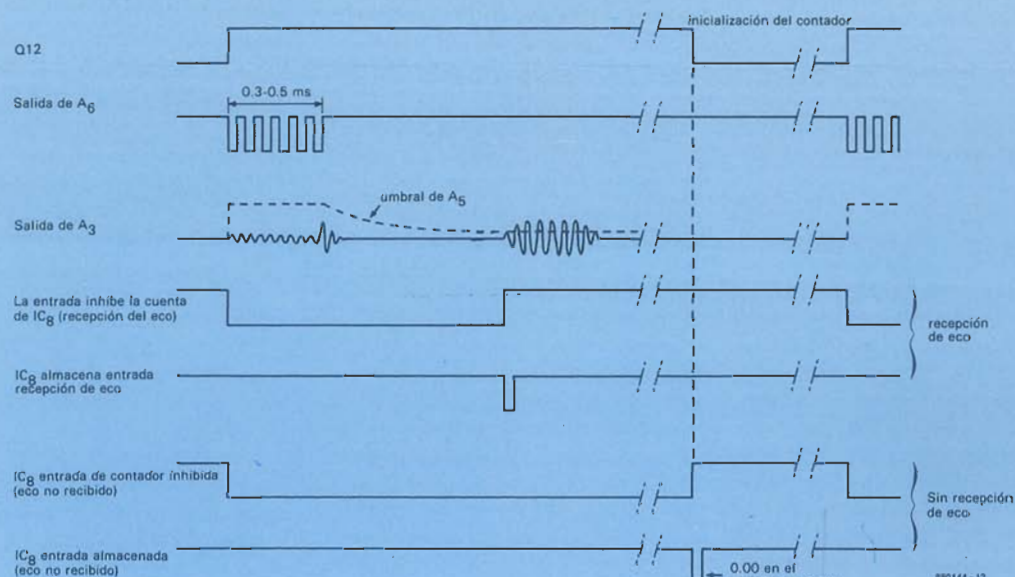 inicialización del contador
Q12
Salida de A6
0.3-0.5 ms
umbral de A5
Salida de A3
La entrada inhibe la cuenta
de IC8 (recepción del eco)
recepción
de eco
IC8 almacena entrada
recepción de eco
IC8 entrada de contador inhibida
(eco no recibido)
Sin recepción
de eco
IC8 entrada almacenada
(eco no recibido)
0.00 en el